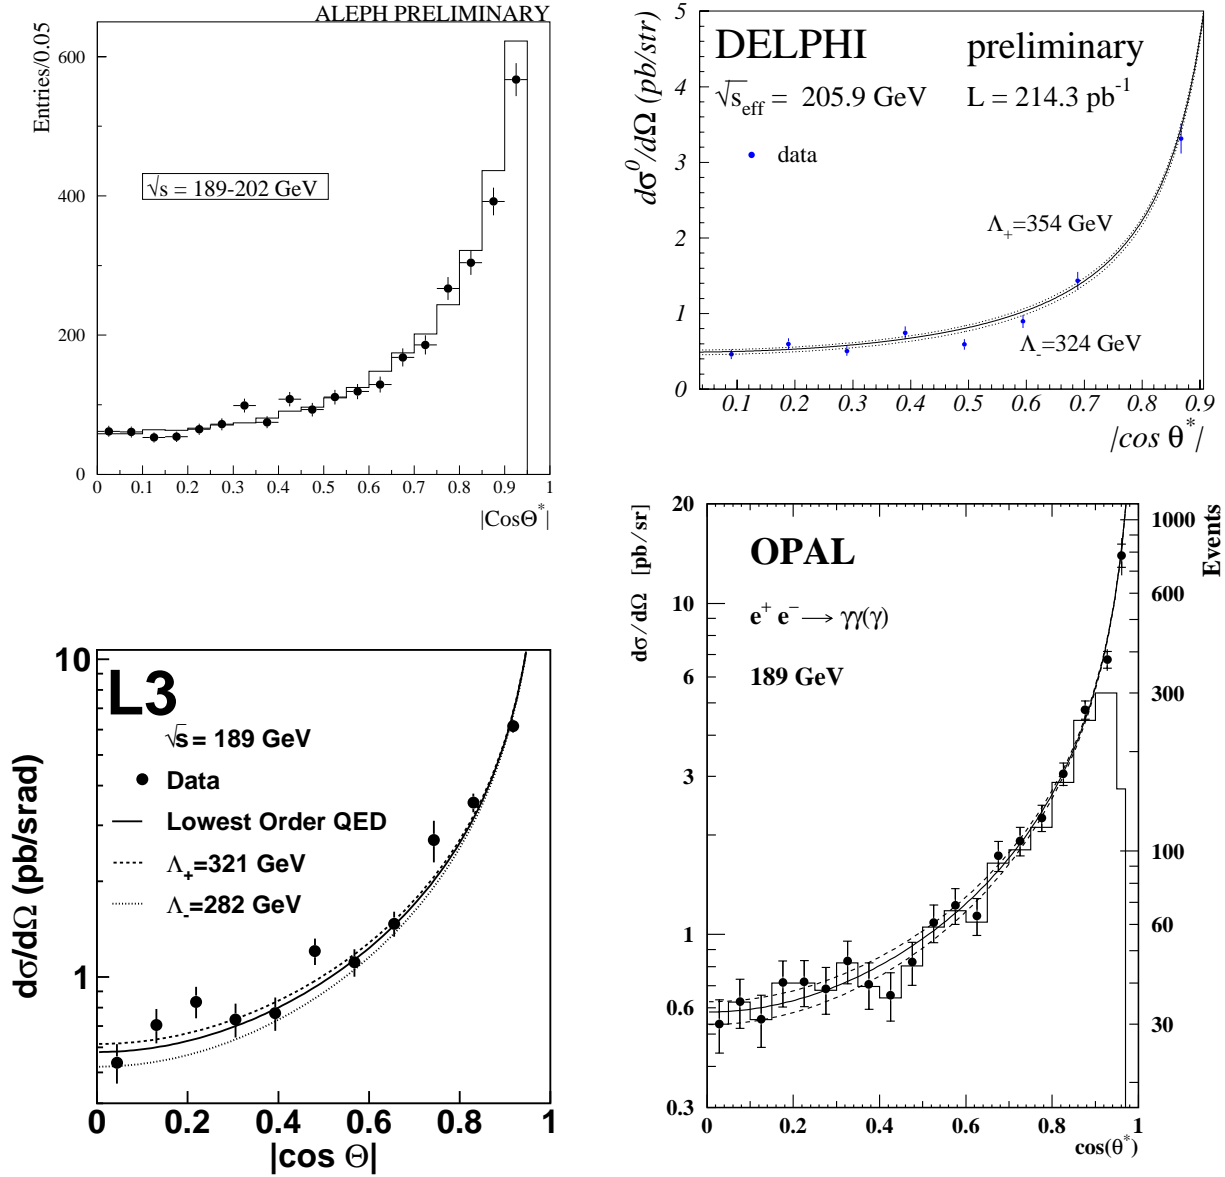 ALEPH PRELIMINARY
Entries/0.05
600
400
200
0
√s = 189-202 GeV
0 0.1 0.2 0.3 0.4 0.5 0.6 0.7 0.8 0.9 1
|CosΘ*|
dσ⁰/dΩ (pb/str)
5
4
3
2
1
0
DELPHI preliminary
√s_eff = 205.9 GeV L = 214.3 pb⁻¹
data
Λ₊=354 GeV
Λ₋=324 GeV
0.1 0.2 0.3 0.4 0.5 0.6 0.7 0.8 0.9
|cos θ*|
dσ/dΩ (pb/srad)
10
1
L3
√s = 189 GeV
Data
Lowest Order QED
Λ₊=321 GeV
Λ₋=282 GeV
0 0.2 0.4 0.6 0.8 1
|cos Θ|
dσ/dΩ [pb/sr]
20
10
6
3
1
0.6
0.3
OPAL
e⁺ e⁻ → γγ(γ)
189 GeV
Events
1000
600
300
100
60
30
0 0.2 0.4 0.6 0.8 1
cos(θ*)